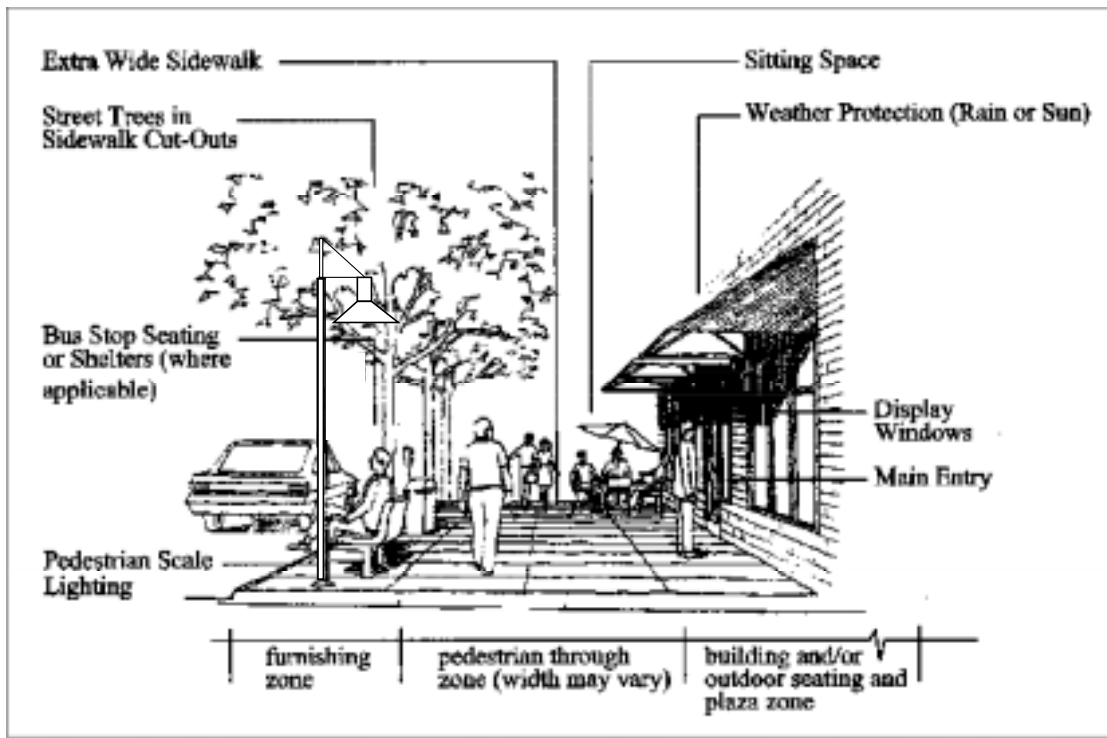 Extra Wide Sidewalk
Street Trees in
Sidewalk Cut-Outs
Bus Stop Seating
or Shelters (where
applicable)
Pedestrian Scale
Lighting
Sitting Space
Weather Protection (Rain or Sun)
Display
Windows
Main Entry
furnishing
zone
pedestrian through
zone (width may vary)
building and/or
outdoor seating and
plaza zone